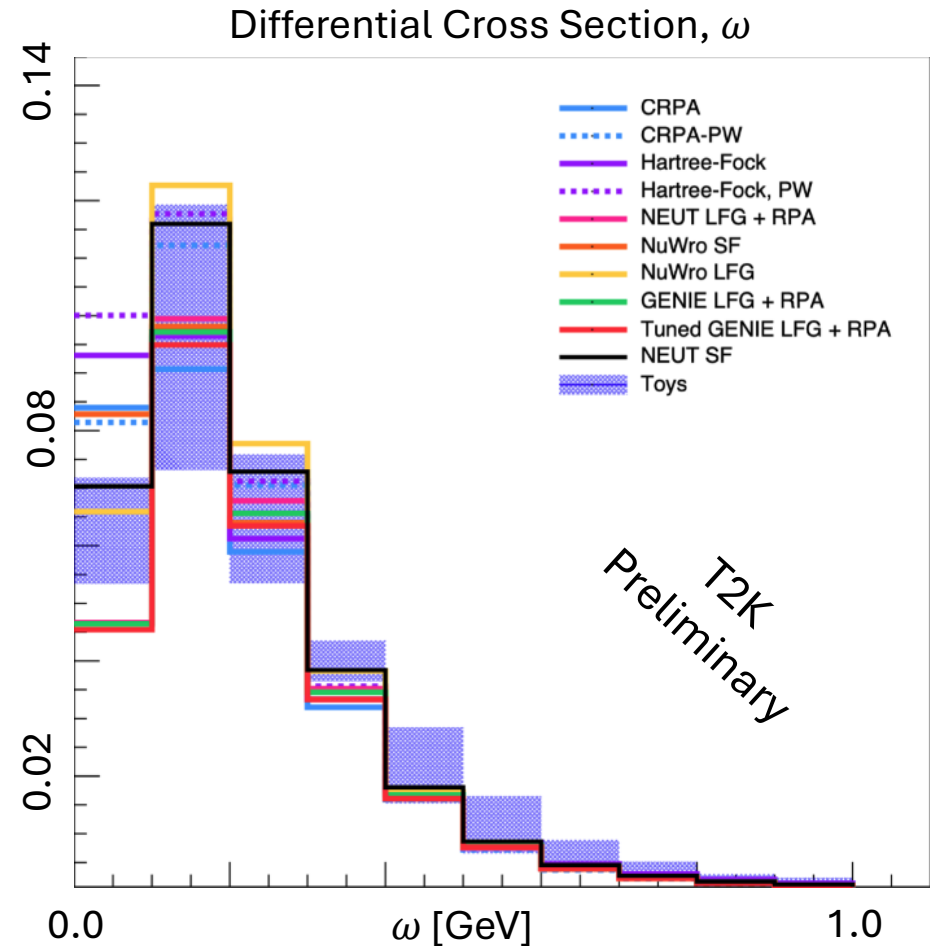 Differential Cross Section, ω
0.14
0.08
0.02
CRPA
CRPA-PW
Hartree-Fock
Hartree-Fock, PW
NEUT LFG + RPA
NuWro SF
NuWro LFG
GENIE LFG + RPA
Tuned GENIE LFG + RPA
NEUT SF
Toys
T2K
Preliminary
0.0
ω [GeV]
1.0